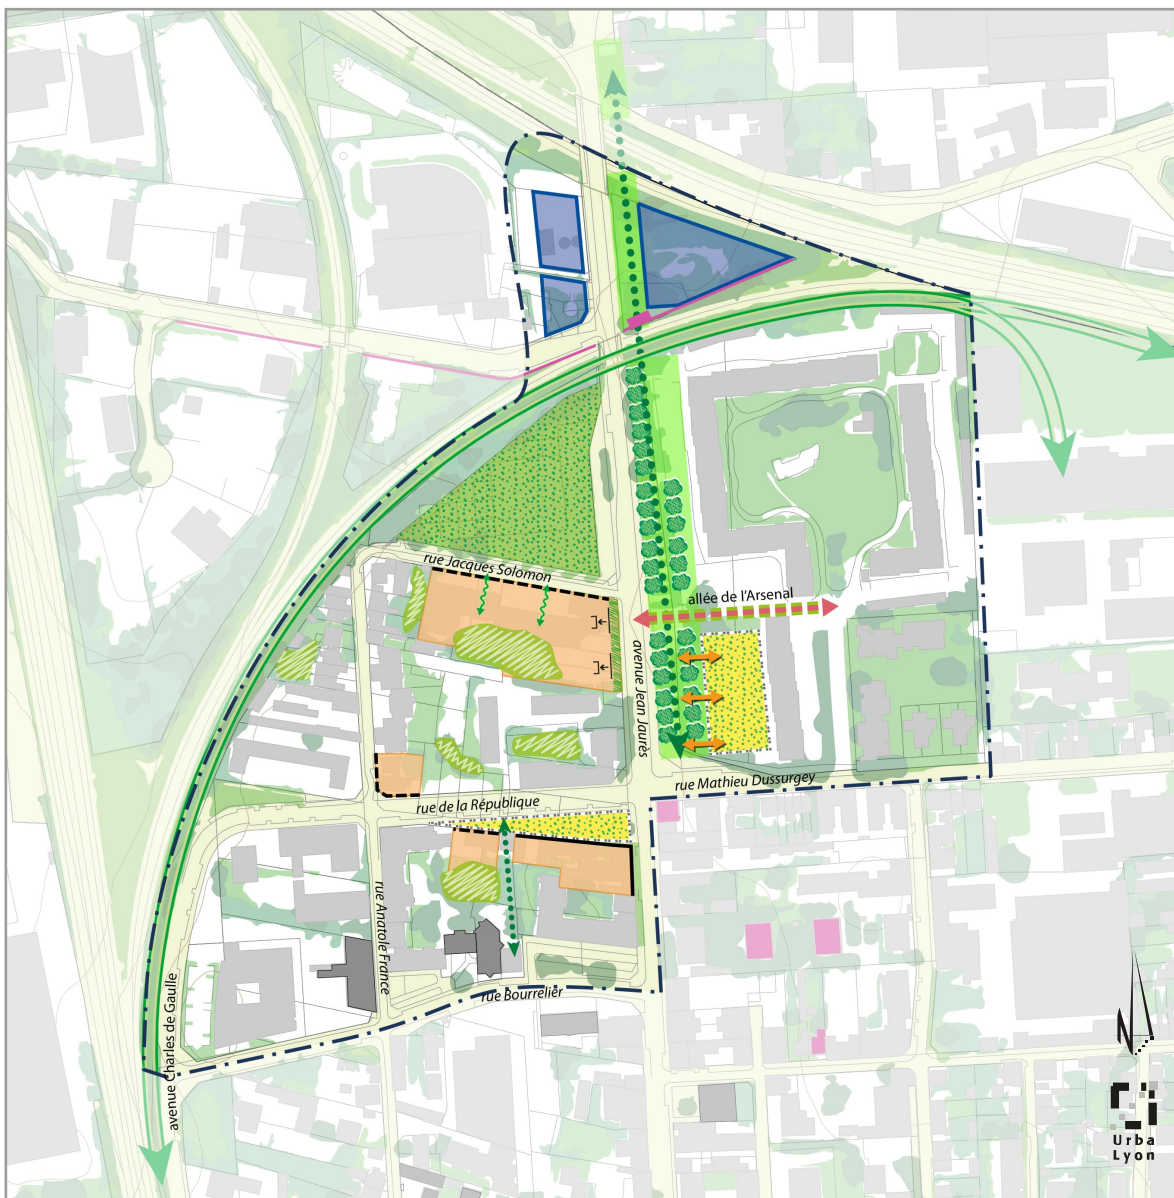 rue Jacques Solomon
allée de l'Arsenal
avenue Jean Jaurès
rue Mathieu Dussurgey
rue de la République
rue Anatole France
rue Bourrelier
avenue Charles de Gaulle
N
Urba
Lyon